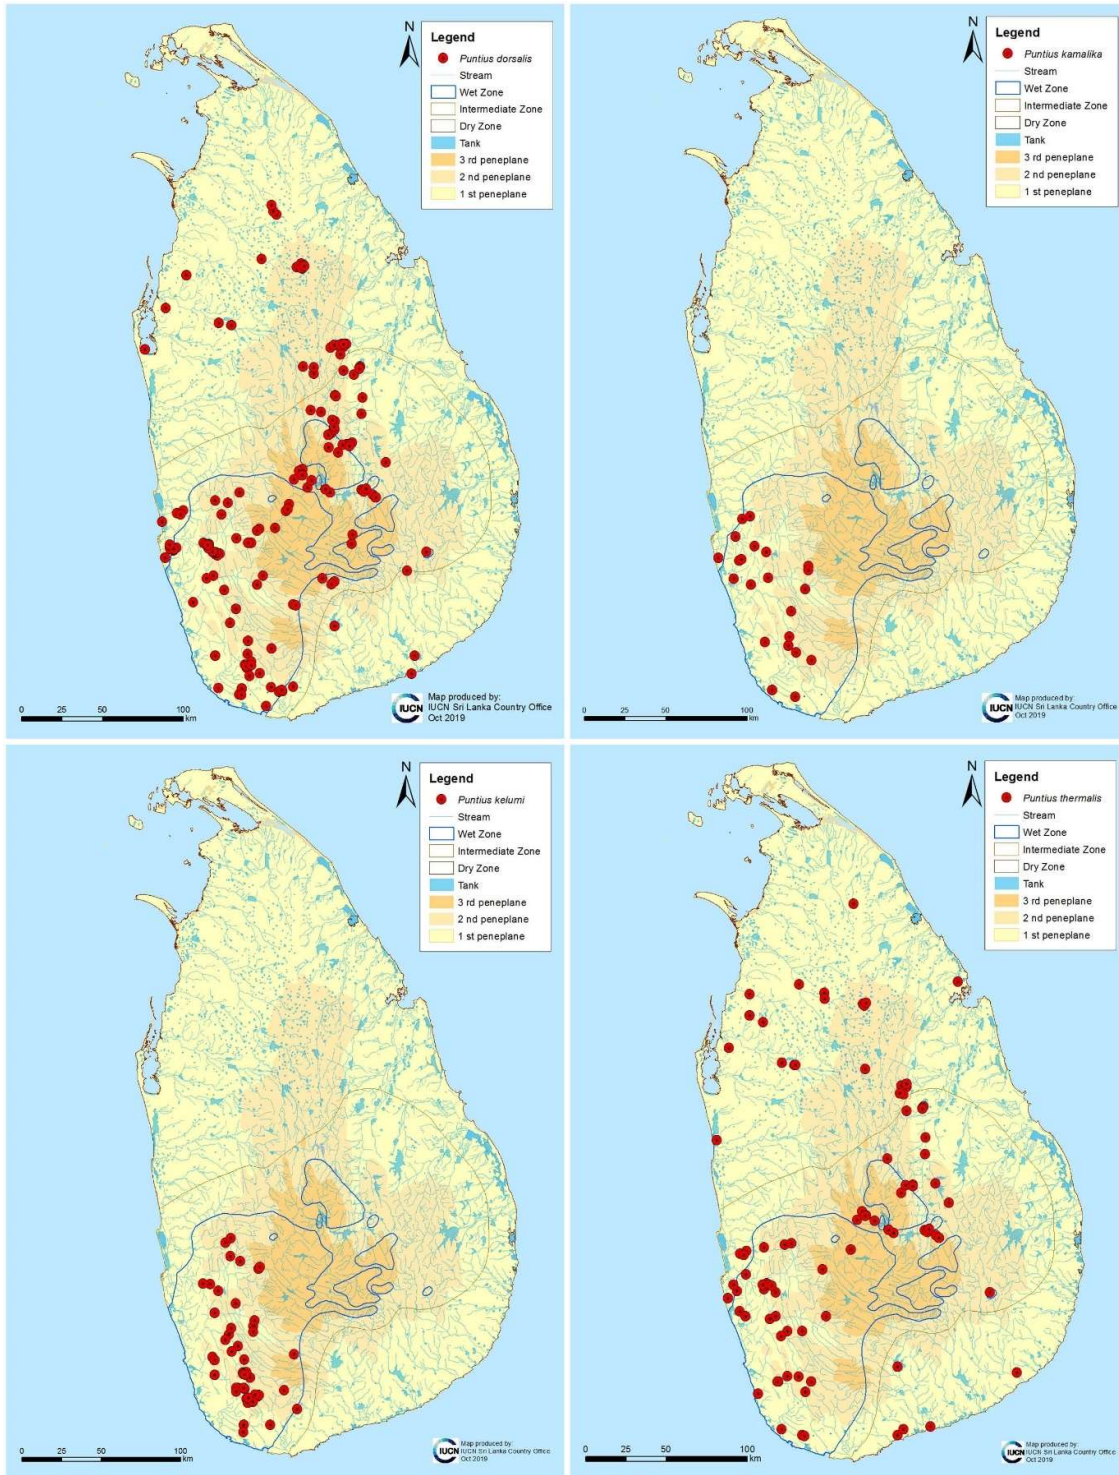 N
Legend
Puntius dorsalis
Stream
Wet Zone
Intermediate Zone
Dry Zone
Tank
3 rd peneplane
2 nd peneplane
1 st peneplane
0 25 50 100
km
IUCN
Map produced by:
IUCN Sri Lanka Country Office
Oct 2019
N
Legend
Puntius kamalika
Stream
Wet Zone
Intermediate Zone
Dry Zone
Tank
3 rd peneplane
2 nd peneplane
1 st peneplane
0 25 50 100
km
IUCN
Map produced by:
IUCN Sri Lanka Country Office
Oct 2019
N
Legend
Puntius kelumi
Stream
Wet Zone
Intermediate Zone
Dry Zone
Tank
3 rd peneplane
2 nd peneplane
1 st peneplane
0 25 50 100
km
IUCN
Map produced by:
IUCN Sri Lanka Country Office
Oct 2019
N
Legend
Puntius thermalis
Stream
Wet Zone
Intermediate Zone
Dry Zone
Tank
3 rd peneplane
2 nd peneplane
1 st peneplane
0 25 50 100
km
IUCN
Map produced by:
IUCN Sri Lanka Country Office
Oct 2019